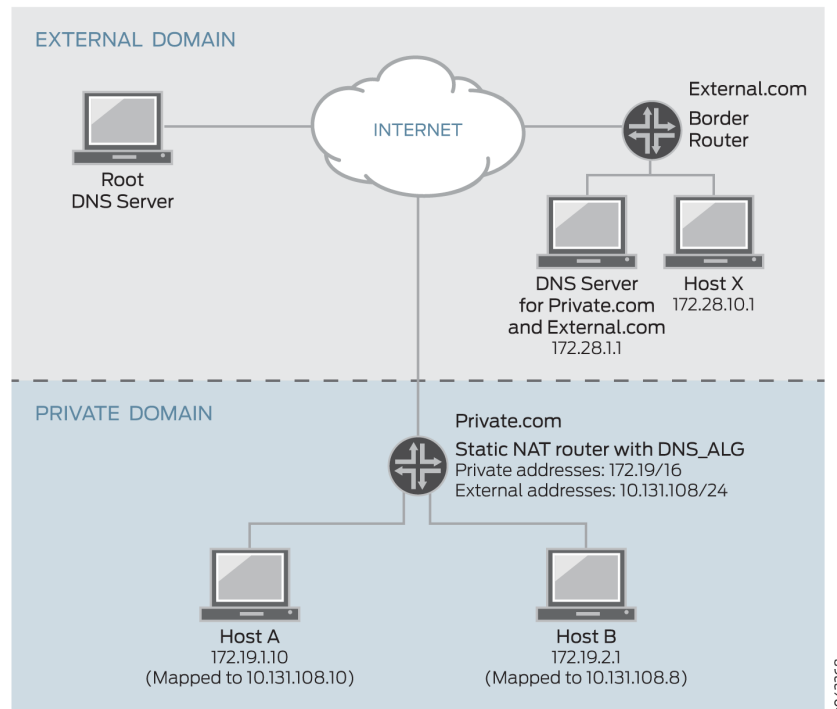 EXTERNAL DOMAIN
INTERNET
Root
DNS Server
External.com
Border
Router
DNS Server
for Private.com
and External.com
172.28.1.1
Host X
172.28.10.1
PRIVATE DOMAIN
Private.com
Static NAT router with DNS_ALG
Private addresses: 172.19/16
External addresses: 10.131.108/24
Host A
172.19.1.10
(Mapped to 10.131.108.10)
Host B
172.19.2.1
(Mapped to 10.131.108.8)